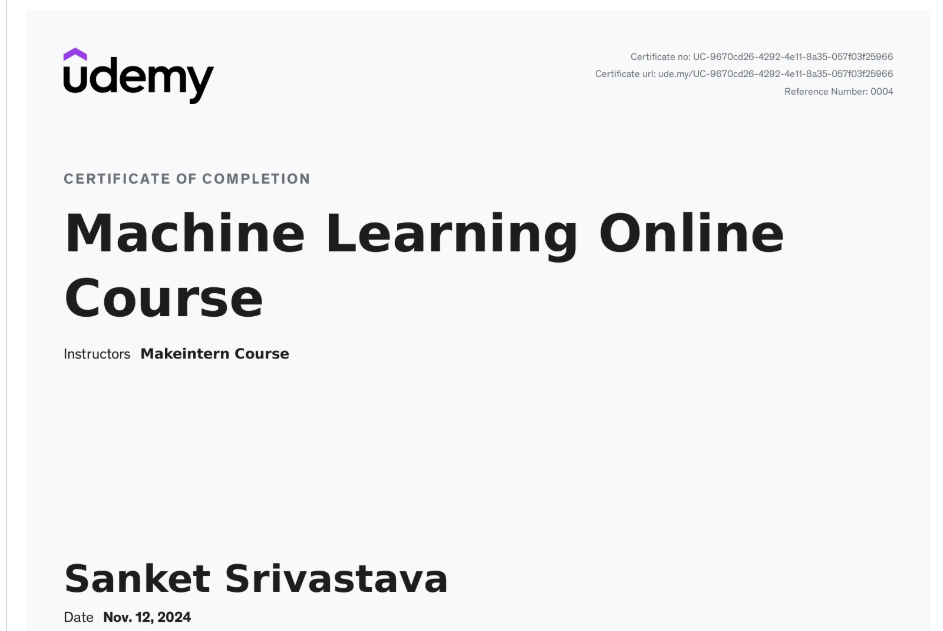 udemy
Certificate no: UC-9670cd26-4292-4e11-8a35-057f03f25966
Certificate url: ude.my/UC-9670cd26-4292-4e11-8a35-057f03f25966
Reference Number: 0004
CERTIFICATE OF COMPLETION
Machine Learning Online
Course
Instructors Makeintern Course
Sanket Srivastava
Date Nov. 12, 2024